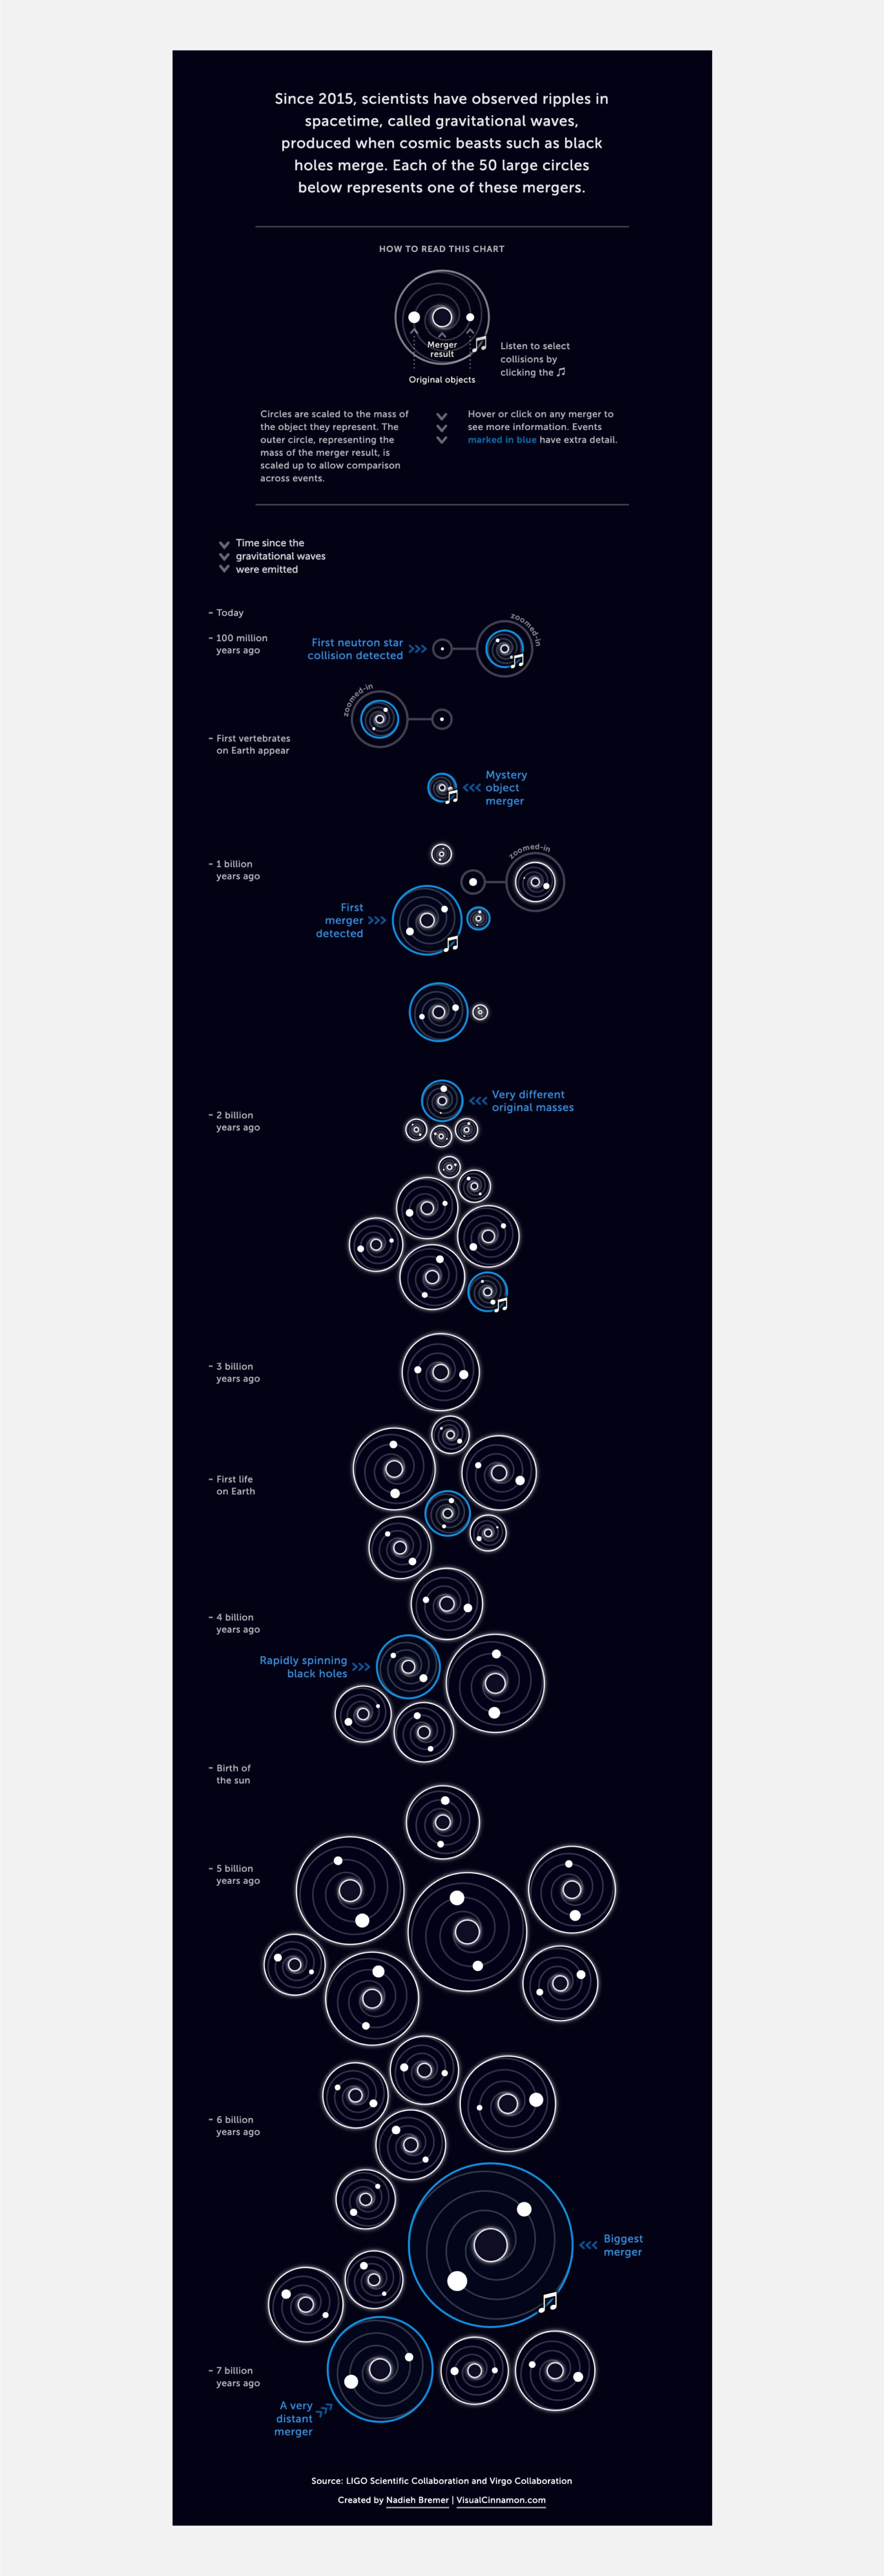 Since 2015, scientists have observed ripples in
spacetime, called gravitational waves,
produced when cosmic beasts such as black
holes merge. Each of the 50 large circles
below represents one of these mergers.
HOW TO READ THIS CHART
Merger
result
Original objects
Listen to select
collisions by
clicking the ♫
Circles are scaled to the mass of
the object they represent. The
outer circle, representing the
mass of the merger result, is
scaled up to allow comparison
across events.
Hover or click on any merger to
see more information. Events
marked in blue have extra detail.
Time since the
gravitational waves
were emitted
- Today
zoomed-in
- 100 million
years ago
First neutron star
collision detected
zoomed-in
- First vertebrates
on Earth appear
Mystery
object
merger
zoomed-in
- 1 billion
years ago
First
merger
detected
Very different
original masses
- 2 billion
years ago
- 3 billion
years ago
- First life
on Earth
- 4 billion
years ago
Rapidly spinning
black holes
- Birth of
the sun
- 5 billion
years ago
- 6 billion
years ago
Biggest
merger
- 7 billion
years ago
A very
distant
merger
Source: LIGO Scientific Collaboration and Virgo Collaboration
Created by Nadieh Bremer | VisualCinnamon.com